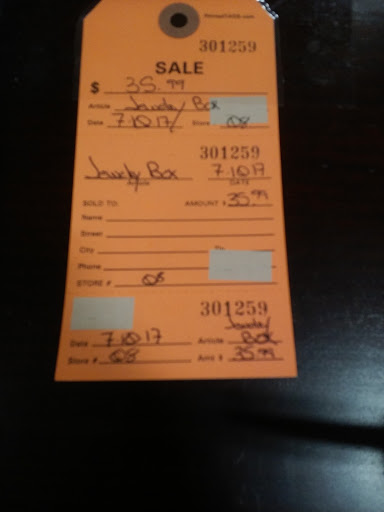 301259
SALE
$ 35.99
Article Jewelry Box
Date 7.10.17 Store 08
301259
Jewelry Box 7.10.17
Article DATE
SOLD TO: AMOUNT $ 35.99
Name
Street
City
Phone
STORE # 08
301259
Jewelry
Date 7.10.17 Article Box
Store # 08 Amt $ 35.99